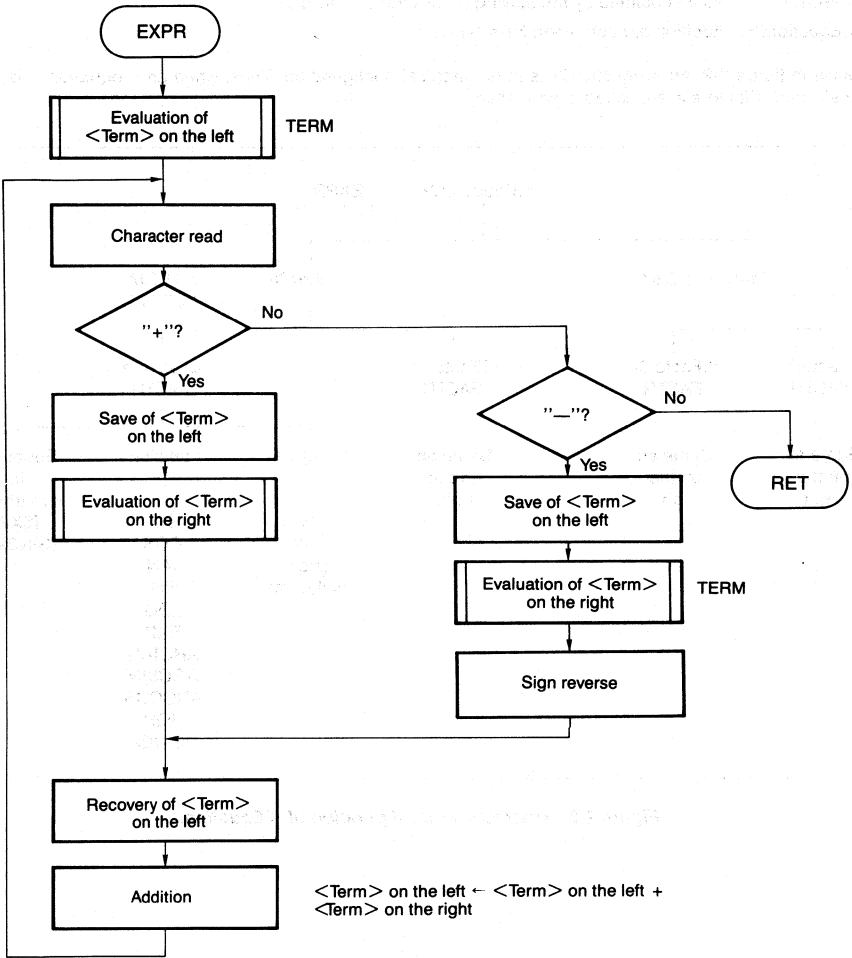 EXPR
Evaluation of
<Term> on the left
TERM
Character read
"+"?
No
Yes
Save of <Term>
on the left
Evaluation of <Term>
on the right
"—"?
No
Yes
RET
Save of <Term>
on the left
Evaluation of <Term>
on the right
TERM
Sign reverse
Recovery of <Term>
on the left
Addition
<Term> on the left ← <Term> on the left +
<Term> on the right